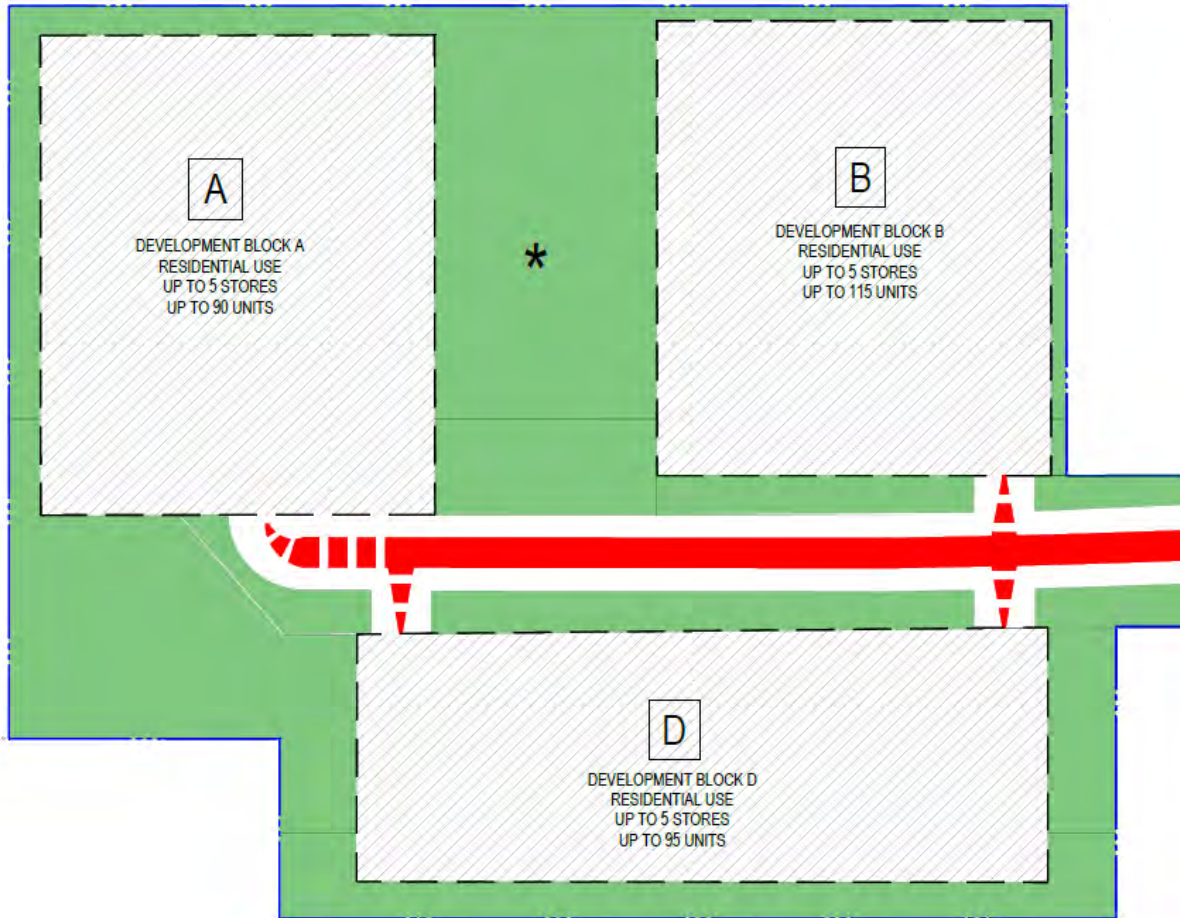 A
DEVELOPMENT BLOCK A
RESIDENTIAL USE
UP TO 5 STORES
UP TO 90 UNITS
B
DEVELOPMENT BLOCK B
RESIDENTIAL USE
UP TO 5 STORES
UP TO 115 UNITS
*
D
DEVELOPMENT BLOCK D
RESIDENTIAL USE
UP TO 5 STORES
UP TO 95 UNITS